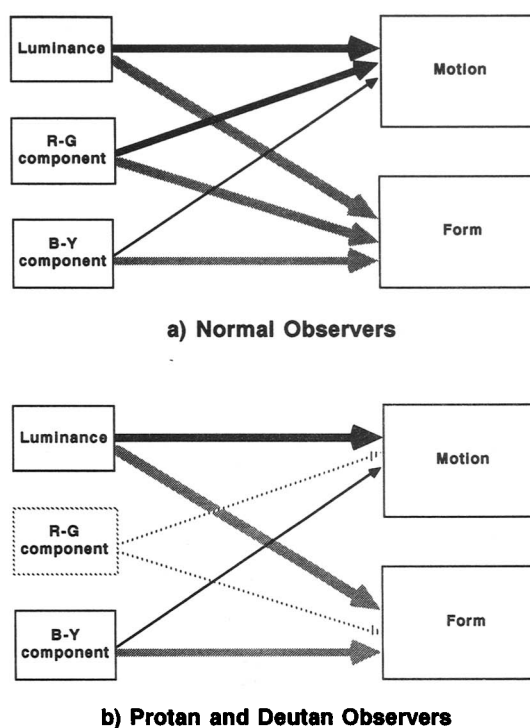 Luminance
Motion
R-G
component
B-Y
component
Form
a) Normal Observers
Luminance
Motion
R-G
component
B-Y
component
Form
b) Protan and Deutan Observers